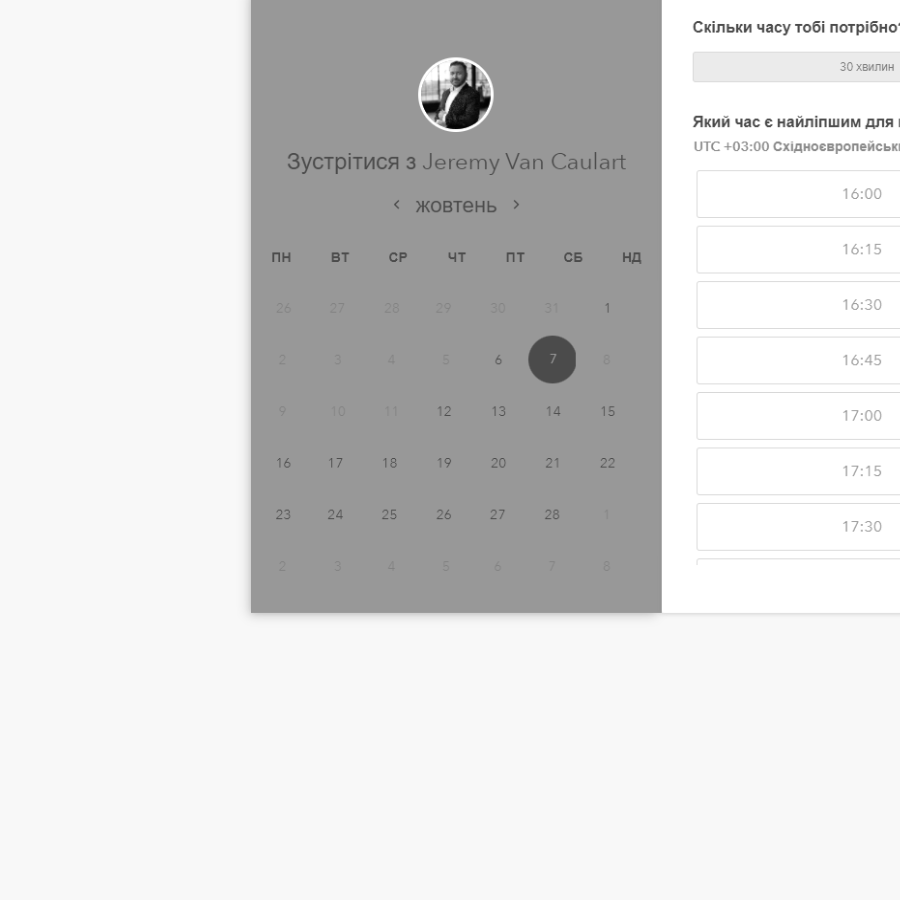 Зустрітися з Jeremy Van Caulart
‹ жовтень ›
ПН ВТ СР ЧТ ПТ СБ НД
26 27 28 29 30 31 1
2 3 4 5 6 7 8
9 10 11 12 13 14 15
16 17 18 19 20 21 22
23 24 25 26 27 28 1
2 3 4 5 6 7 8
Скільки часу тобі потрібно?
30 хвилин
Який час є найліпшим для
UTC +03:00
16:00
16:15
16:30
16:45
17:00
17:15
17:30